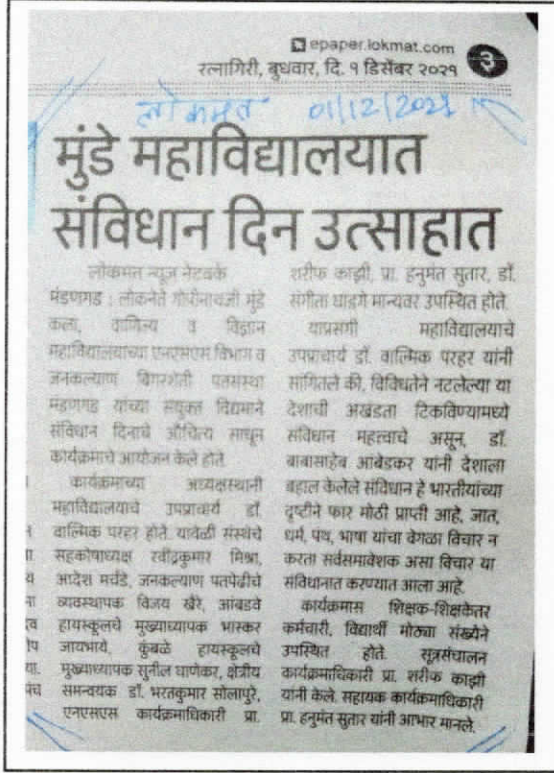 epaper.lokmat.com
रत्नागिरी, बुधवार, दि. १ डिसेंबर २०२१
३
लोकमत 01/12/2021
मुंडे महाविद्यालयात
संविधान दिन उत्साहात
लोकमत न्यूज नेटवर्क
मंडणगड : लोकनेते गोपीनाथजी मुंडे
कला, वाणिज्य व विज्ञान
महाविद्यालयाच्या एनएसएस विभाग व
जनकल्याण बिगरशेती पतसंस्था
मंडणगड यांच्या संयुक्त विद्यमाने
संविधान दिनाचे औचित्य साधून
कार्यक्रमाचे आयोजन केले होते.
कार्यक्रमाच्या अध्यक्षस्थानी
महाविद्यालयाचे उपप्राचार्य डॉ.
वाल्मिक परहर होते. यावेळी संस्थेचे
सहकोषाध्यक्ष रवींद्रकुमार मिश्रा,
आदेश मर्चंडे, जनकल्याण पतपेढीचे
व्यवस्थापक विजय खैरे, आंबडवे
हायस्कूलचे मुख्याध्यापक भास्कर
जायभाये, कुंबळे हायस्कूलचे
मुख्याध्यापक सुनील घाणेकर, क्षेत्रीय
समन्वयक डॉ. भरतकुमार सोलापुरे,
एनएसएस कार्यक्रमाधिकारी प्रा.
शरीफ काझी, प्रा. हनुमंत सुतार, डॉ.
संगीता घाडगे मान्यवर उपस्थित होते.
याप्रसंगी महाविद्यालयाचे
उपप्राचार्य डॉ. वाल्मिक परहर यांनी
सांगितले की, विविधतेने नटलेल्या या
देशाची अखंडता टिकविण्यामध्ये
संविधान महत्त्वाचे असून, डॉ.
बाबासाहेब आंबेडकर यांनी देशाला
बहाल केलेले संविधान हे भारतीयांच्या
दृष्टीने फार मोठी प्राप्ती आहे. जात,
धर्म, पंथ, भाषा यांचा वेगळा विचार न
करता सर्वसमावेशक असा विचार या
संविधानात करण्यात आला आहे.
कार्यक्रमास शिक्षक-शिक्षकेतर
कर्मचारी, विद्यार्थी मोठ्या संख्येने
उपस्थित होते. सूत्रसंचालन
कार्यक्रमाधिकारी प्रा. शरीफ काझी
यांनी केले. सहायक कार्यक्रमाधिकारी
प्रा. हनुमंत सुतार यांनी आभार मानले.